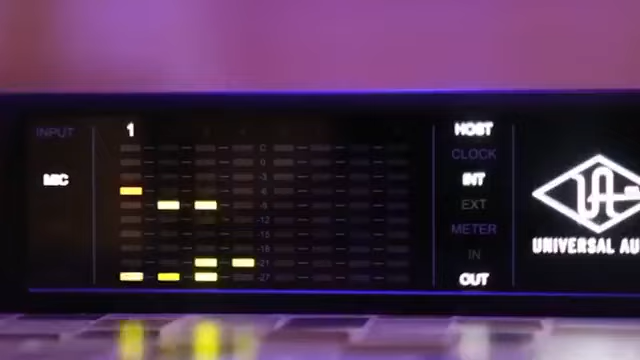 INPUT
MIC
1
C
0
-3
-6
-9
-12
-15
-18
-21
-27
HOST
CLOCK
INT
EXT
METER
IN
OUT
UNIVERSAL AU